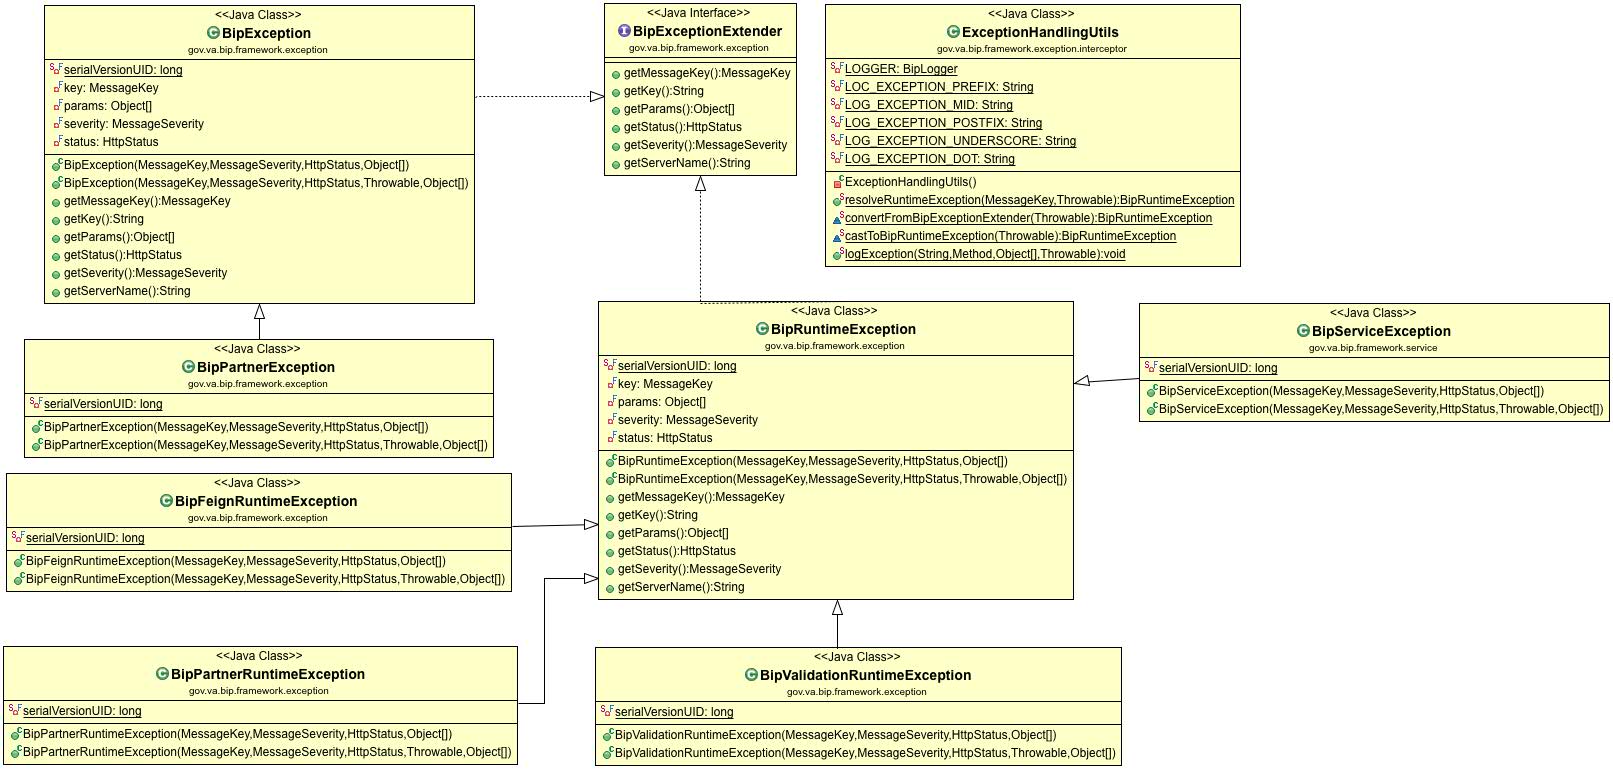 <<Java Class>>
BipException
gov.va.bip.framework.exception
serialVersionUID: long
key: MessageKey
params: Object[]
severity: MessageSeverity
status: HttpStatus
BipException(MessageKey,MessageSeverity,HttpStatus,Object[])
BipException(MessageKey,MessageSeverity,HttpStatus,Throwable,Object[])
getMessageKey():MessageKey
getKey():String
getParams():Object[]
getStatus():HttpStatus
getSeverity():MessageSeverity
getServerName():String
<<Java Interface>>
BipExceptionExtender
gov.va.bip.framework.exception
getMessageKey():MessageKey
getKey():String
getParams():Object[]
getStatus():HttpStatus
getSeverity():MessageSeverity
getServerName():String
<<Java Class>>
ExceptionHandlingUtils
gov.va.bip.framework.exception.interceptor
LOGGER: BipLogger
LOC_EXCEPTION_PREFIX: String
LOG_EXCEPTION_MID: String
LOG_EXCEPTION_POSTFIX: String
LOG_EXCEPTION_UNDERSCORE: String
LOG_EXCEPTION_DOT: String
ExceptionHandlingUtils()
resolveRuntimeException(MessageKey,Throwable):BipRuntimeException
convertFromBipExceptionExtender(Throwable):BipRuntimeException
castToBipRuntimeException(Throwable):BipRuntimeException
logException(String,Method,Object[],Throwable):void
<<Java Class>>
BipPartnerException
gov.va.bip.framework.exception
serialVersionUID: long
BipPartnerException(MessageKey,MessageSeverity,HttpStatus,Object[])
BipPartnerException(MessageKey,MessageSeverity,HttpStatus,Throwable,Object[])
<<Java Class>>
BipRuntimeException
gov.va.bip.framework.exception
serialVersionUID: long
key: MessageKey
params: Object[]
severity: MessageSeverity
status: HttpStatus
BipRuntimeException(MessageKey,MessageSeverity,HttpStatus,Object[])
BipRuntimeException(MessageKey,MessageSeverity,HttpStatus,Throwable,Object[])
getMessageKey():MessageKey
getKey():String
getParams():Object[]
getStatus():HttpStatus
getSeverity():MessageSeverity
getServerName():String
<<Java Class>>
BipServiceException
gov.va.bip.framework.service
serialVersionUID: long
BipServiceException(MessageKey,MessageSeverity,HttpStatus,Object[])
BipServiceException(MessageKey,MessageSeverity,HttpStatus,Throwable,Object[])
<<Java Class>>
BipFeignRuntimeException
gov.va.bip.framework.exception
serialVersionUID: long
BipFeignRuntimeException(MessageKey,MessageSeverity,HttpStatus,Object[])
BipFeignRuntimeException(MessageKey,MessageSeverity,HttpStatus,Throwable,Object[])
<<Java Class>>
BipPartnerRuntimeException
gov.va.bip.framework.exception
serialVersionUID: long
BipPartnerRuntimeException(MessageKey,MessageSeverity,HttpStatus,Object[])
BipPartnerRuntimeException(MessageKey,MessageSeverity,HttpStatus,Throwable,Object[])
<<Java Class>>
BipValidationRuntimeException
gov.va.bip.framework.exception
serialVersionUID: long
BipValidationRuntimeException(MessageKey,MessageSeverity,HttpStatus,Object[])
BipValidationRuntimeException(MessageKey,MessageSeverity,HttpStatus,Throwable,Object[])